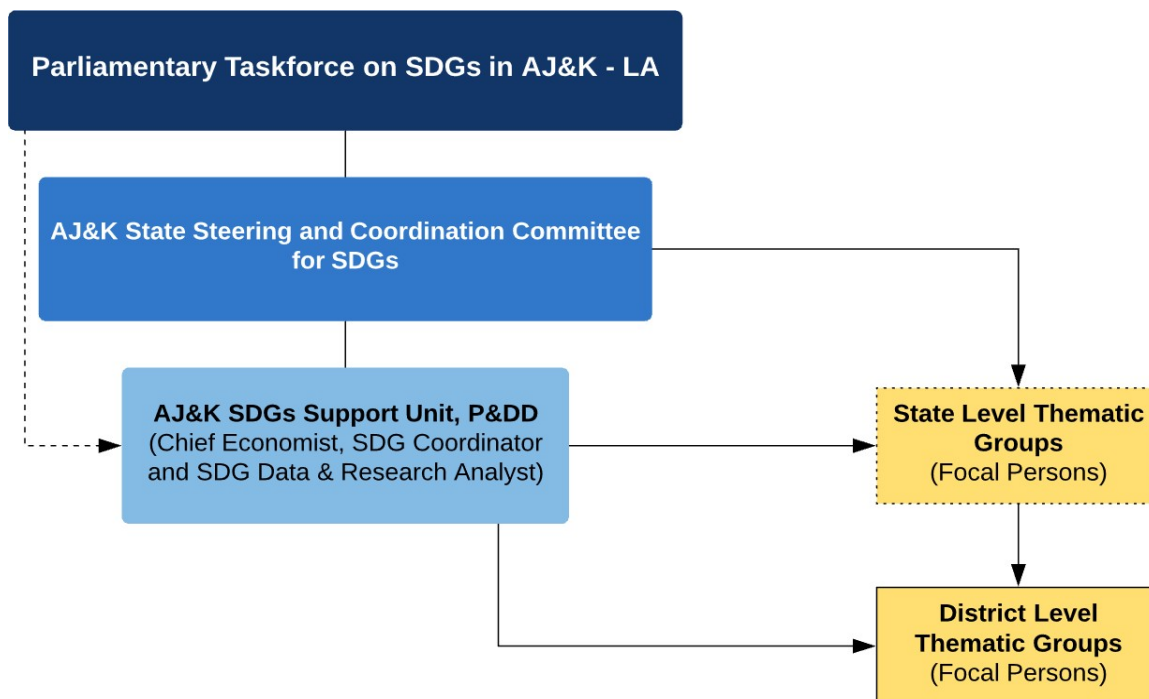 Parliamentary Taskforce on SDGs in AJ&K - LA
AJ&K State Steering and Coordination Committee
for SDGs
AJ&K SDGs Support Unit, P&DD
(Chief Economist, SDG Coordinator
and SDG Data & Research Analyst)
State Level Thematic
Groups
(Focal Persons)
District Level
Thematic Groups
(Focal Persons)